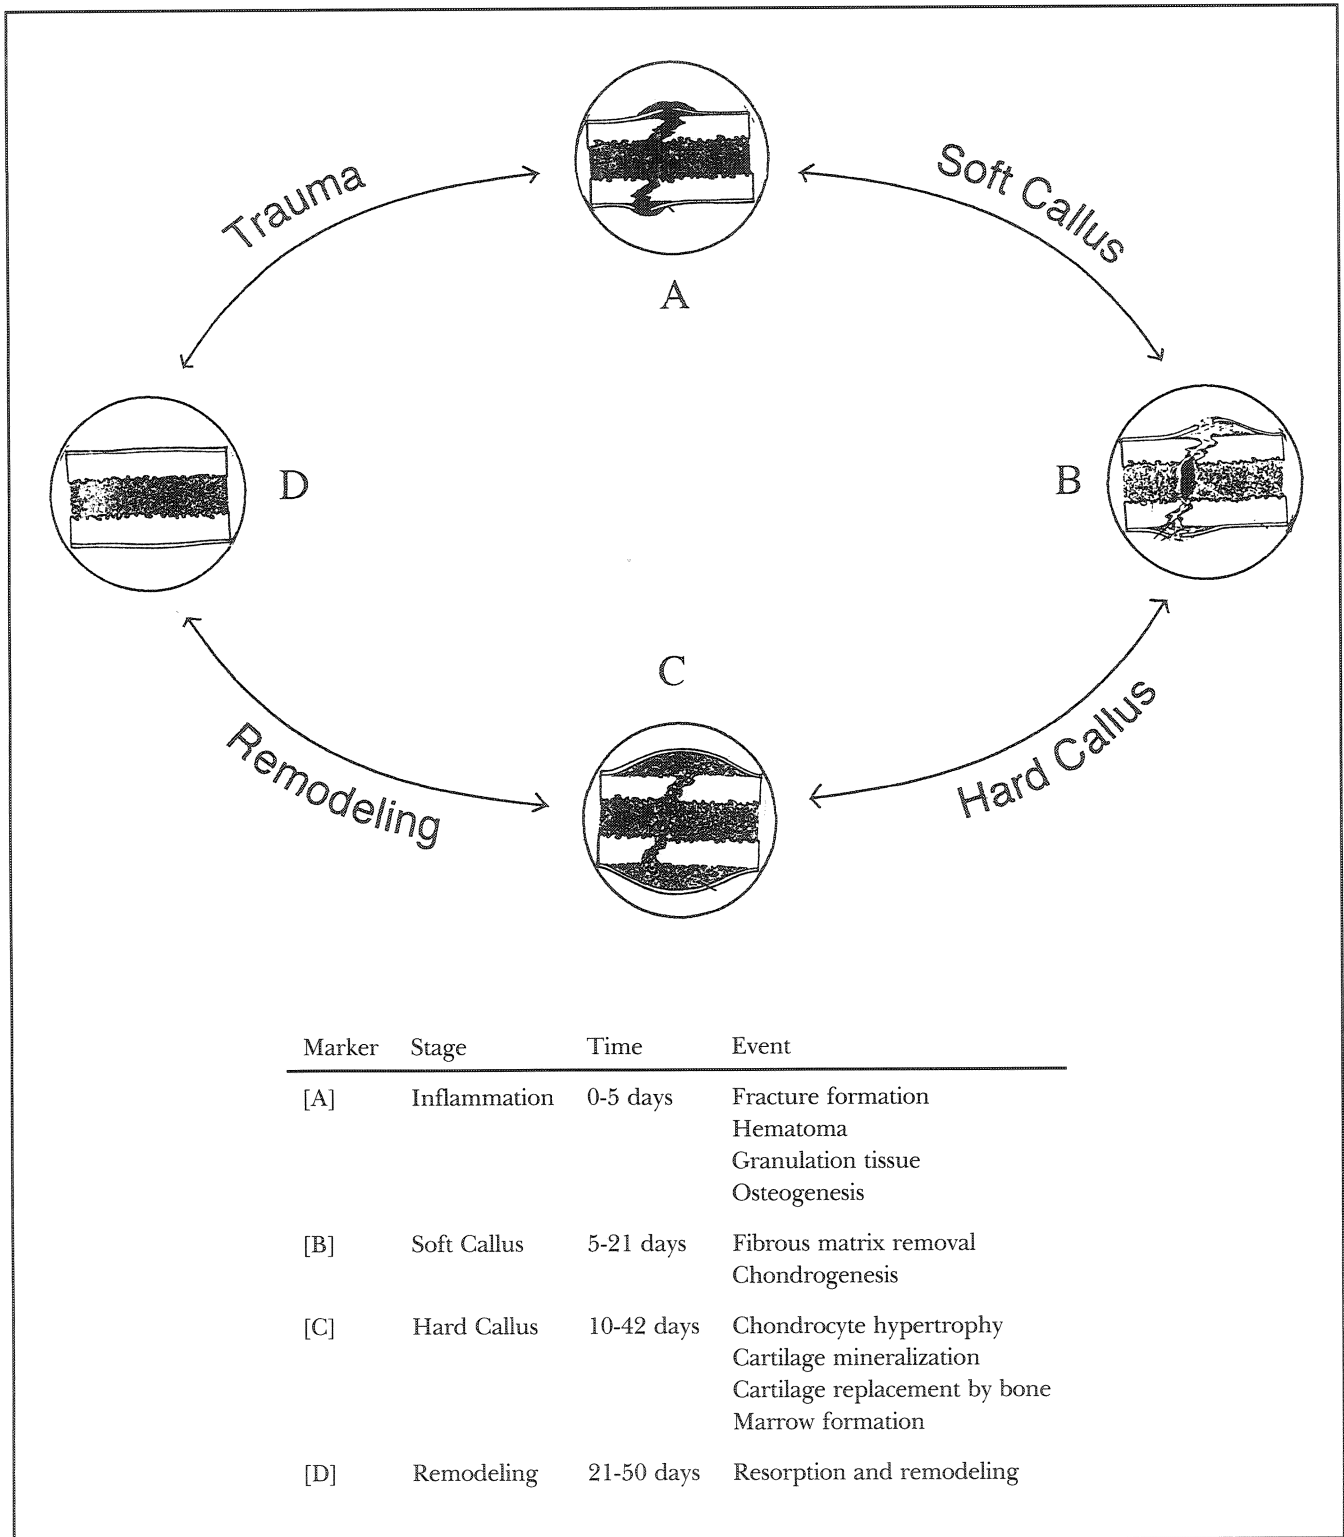 Trauma
Soft Callus
A
D
B
C
Remodeling
Hard Callus
Marker Stage Time Event
[A] Inflammation 0-5 days Fracture formation
Hematoma
Granulation tissue
Osteogenesis
[B] Soft Callus 5-21 days Fibrous matrix removal
Chondrogenesis
[C] Hard Callus 10-42 days Chondrocyte hypertrophy
Cartilage mineralization
Cartilage replacement by bone
Marrow formation
[D] Remodeling 21-50 days Resorption and remodeling